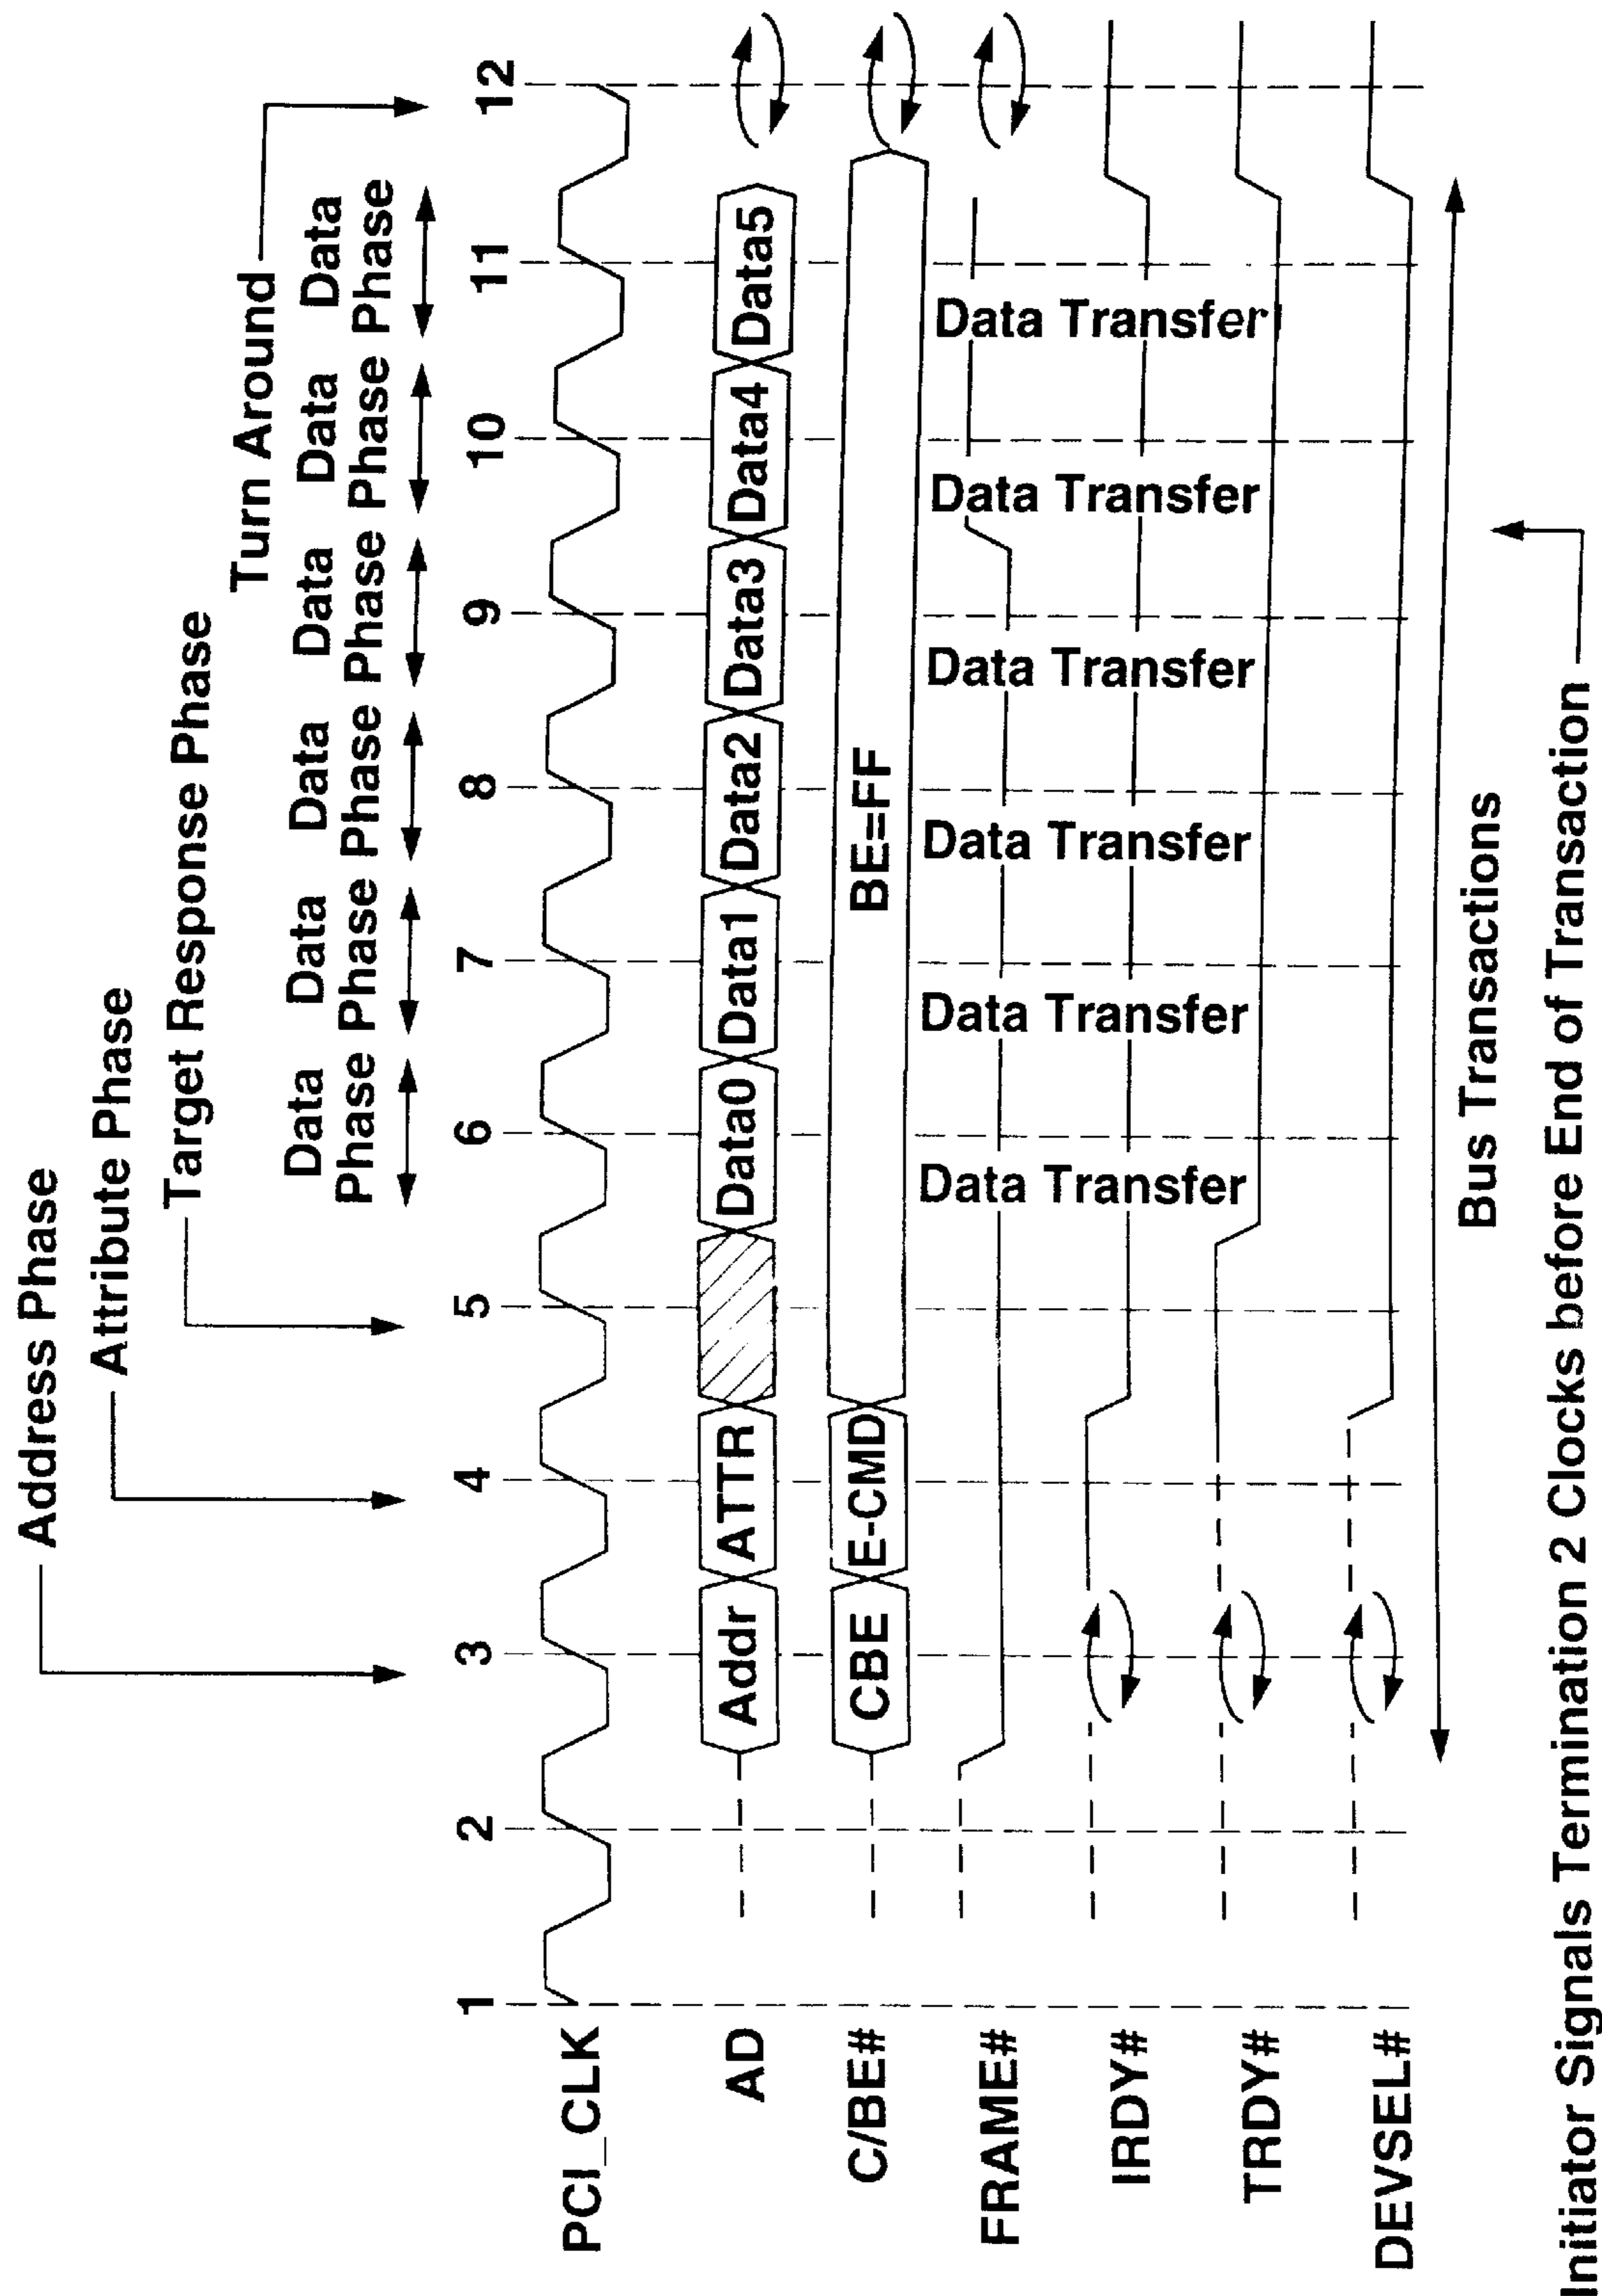 Address Phase
Attribute Phase
Target Response Phase
Turn Around
Data Data Data Data Data Data
Phase Phase Phase Phase Phase Phase
1 2 3 4 5 6 7 8 9 10 11 12
PCI_CLK
AD
Addr ATTR Data0 Data1 Data2 Data3 Data4 Data5
C/BE#
CBE E-CMD BE=FF
FRAME#
IRDY#
Data Transfer Data Transfer Data Transfer Data Transfer Data Transfer Data Transfer
TRDY#
DEVSEL#
Bus Transactions
Initiator Signals Termination 2 Clocks before End of Transaction